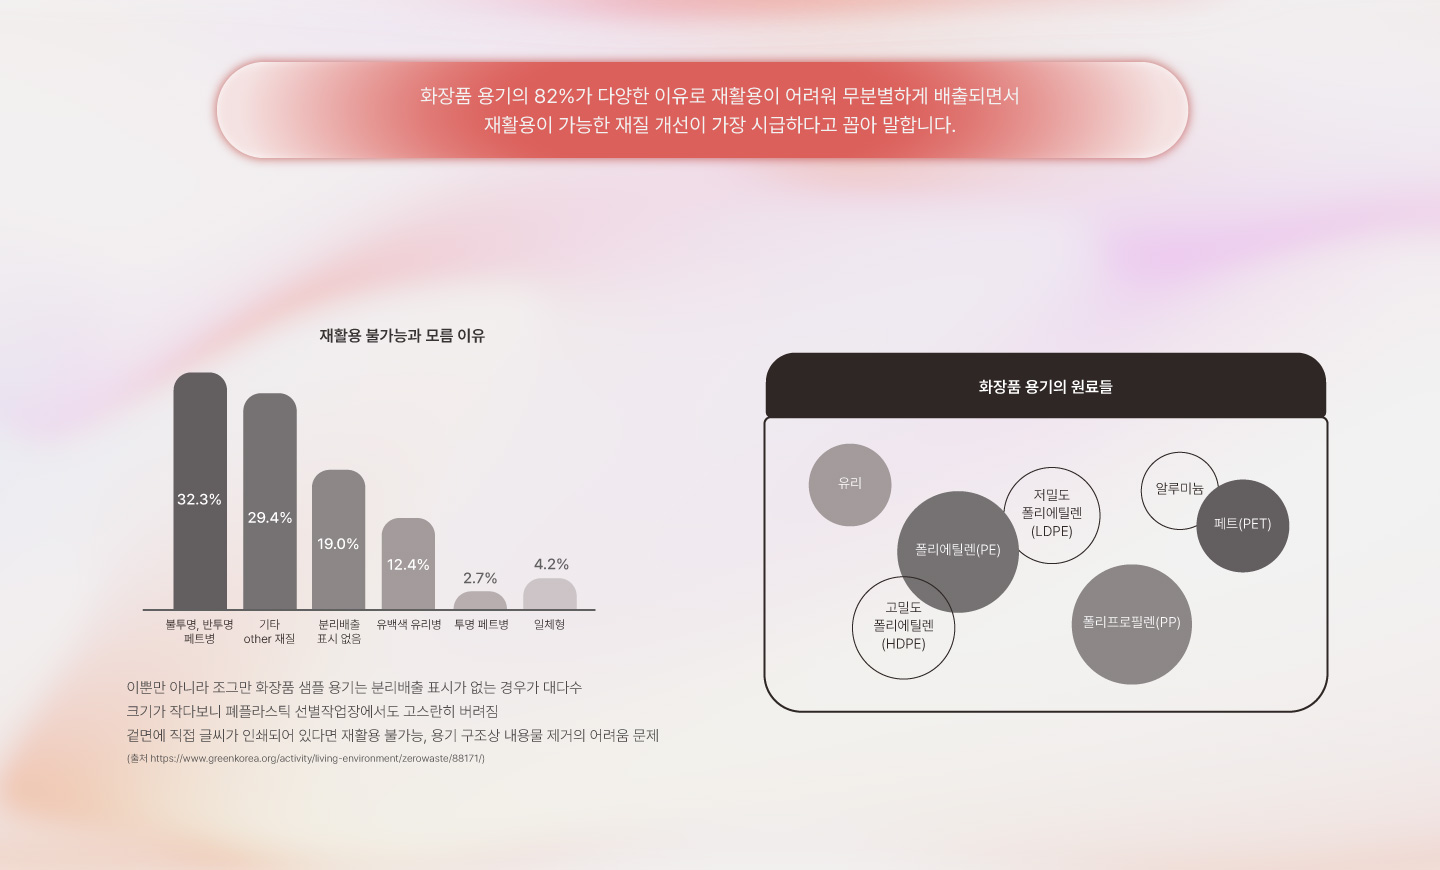 화장품 용기의 82%가 다양한 이유로 재활용이 어려워 무분별하게 배출되면서
재활용이 가능한 재질 개선이 가장 시급하다고 꼽아 말합니다.
재활용 불가능과 모름 이유
32.3%
29.4%
19.0%
12.4%
2.7%
4.2%
불투명, 반투명
페트병
기타
other 재질
분리배출
표시 없음
유백색 유리병
투명 페트병
일체형
이뿐만 아니라 조그만 화장품 샘플 용기는 분리배출 표시가 없는 경우가 대다수
크기가 작다보니 폐플라스틱 선별작업장에서도 고스란히 버려짐
겉면에 직접 글씨가 인쇄되어 있다면 재활용 불가능, 용기 구조상 내용물 제거의 어려움 문제
(출처 https://www.greenkorea.org/activity/living-environment/zerowaste/88171/)
화장품 용기의 원료들
유리
폴리에틸렌(PE)
저밀도
폴리에틸렌
(LDPE)
고밀도
폴리에틸렌
(HDPE)
알루미늄
페트(PET)
폴리프로필렌(PP)